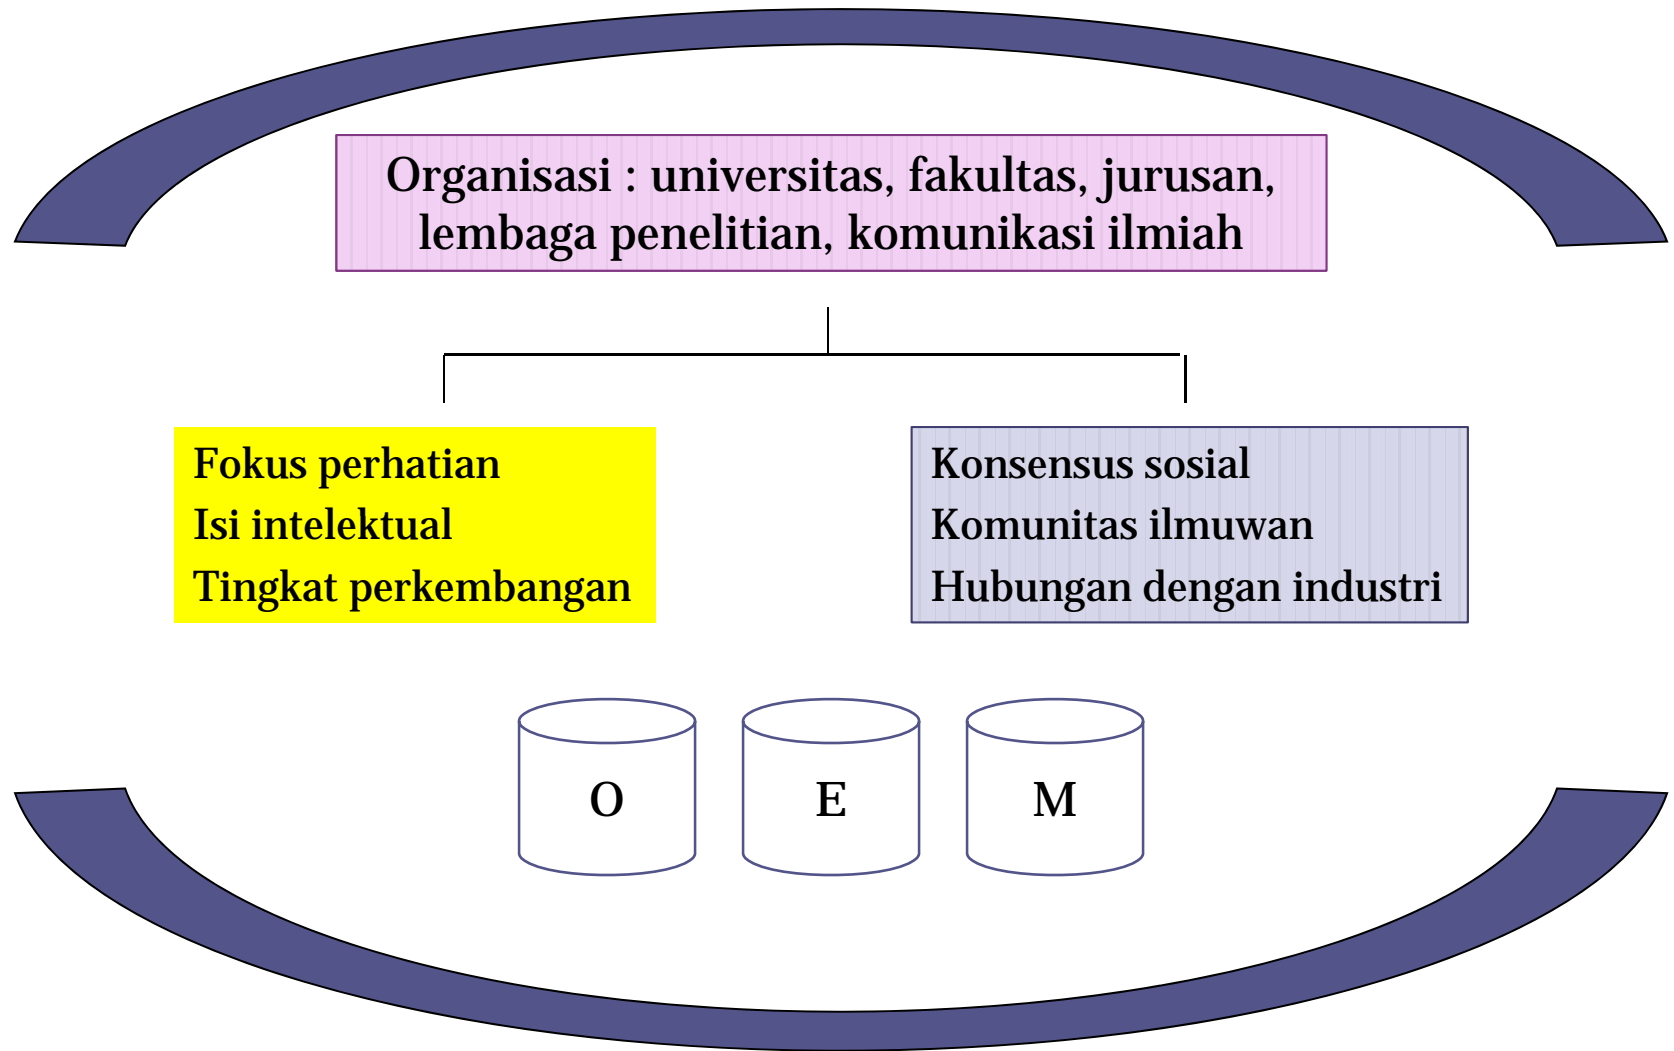 Organisasi : universitas, fakultas, jurusan,
lembaga penelitian, komunikasi ilmiah
Fokus perhatian
Isi intelektual
Tingkat perkembangan
Konsensus sosial
Komunitas ilmuwan
Hubungan dengan industri
O
E
M